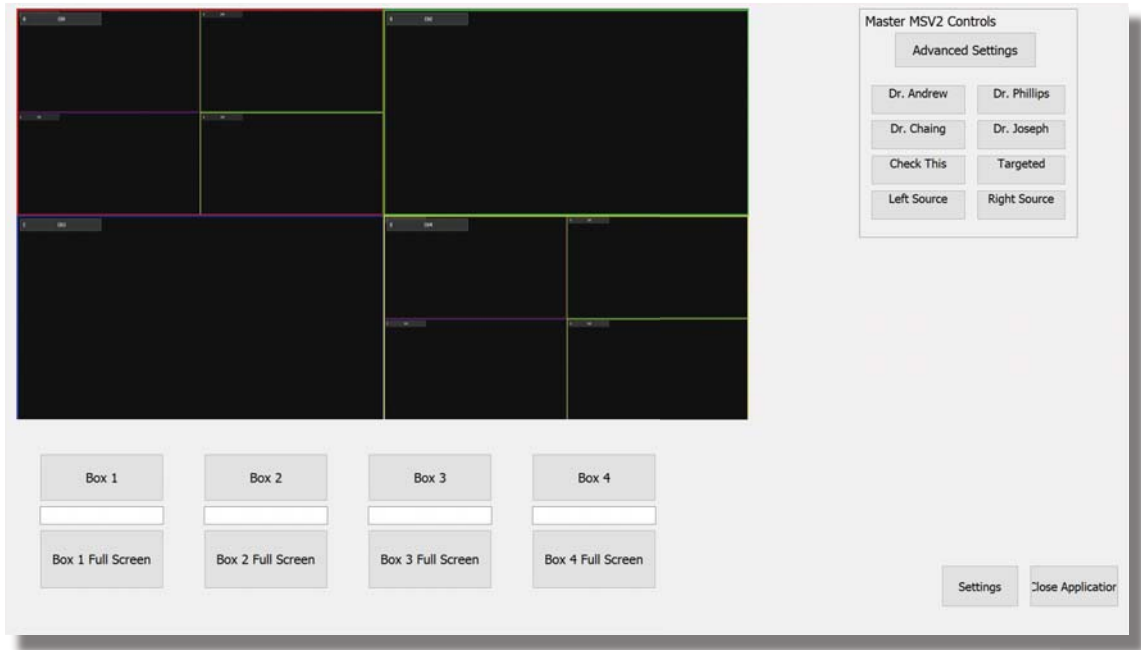 Master MSV2 Controls
Advanced Settings
Dr. Andrew
Dr. Phillips
Dr. Chaing
Dr. Joseph
Check This
Targeted
Left Source
Right Source
Box 1
Box 2
Box 3
Box 4
Box 1 Full Screen
Box 2 Full Screen
Box 3 Full Screen
Box 4 Full Screen
Settings
Close Application